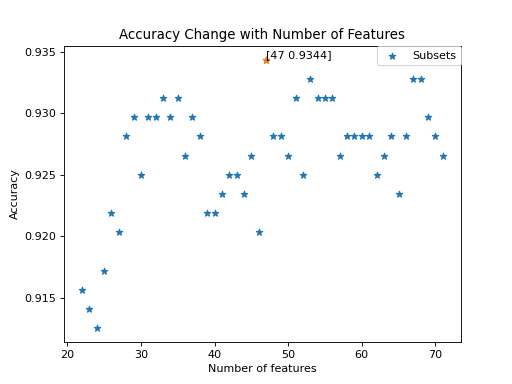 Accuracy Change with Number of Features
[47 0.9344]
Subsets
0.935
0.930
0.925
0.920
0.915
Accuracy
20 30 40 50 60 70
Number of features